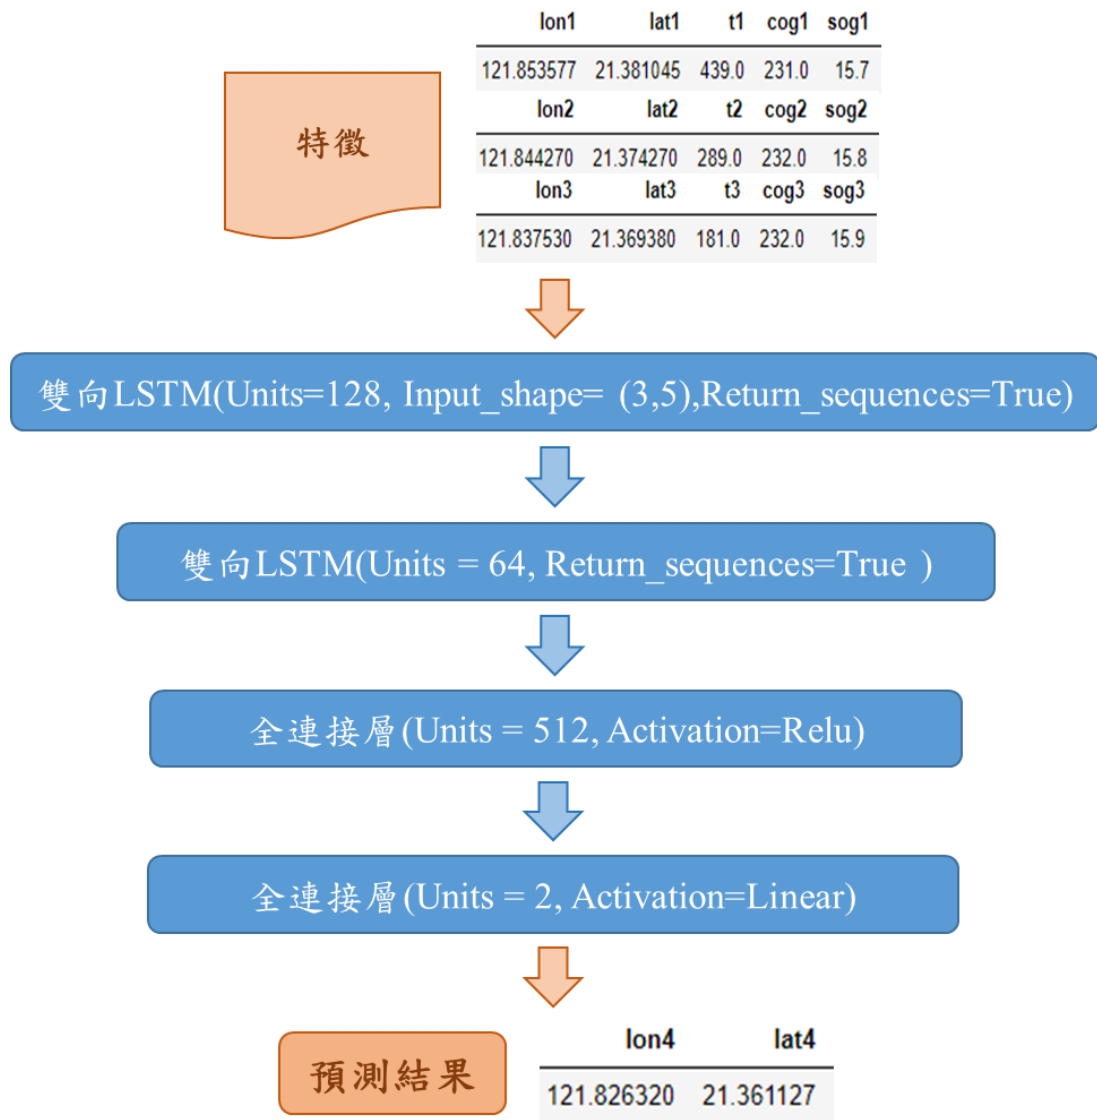 lon1 lat1 t1 cog1 sog1
121.853577 21.381045 439.0 231.0 15.7
特徵
lon2 lat2 t2 cog2 sog2
121.844270 21.374270 289.0 232.0 15.8
lon3 lat3 t3 cog3 sog3
121.837530 21.369380 181.0 232.0 15.9
雙向LSTM(Units=128, Input_shape= (3,5),Return_sequences=True)
雙向LSTM(Units = 64, Return_sequences=True )
全連接層(Units = 512, Activation=Relu)
全連接層(Units = 2, Activation=Linear)
預測結果
lon4 lat4
121.826320 21.361127